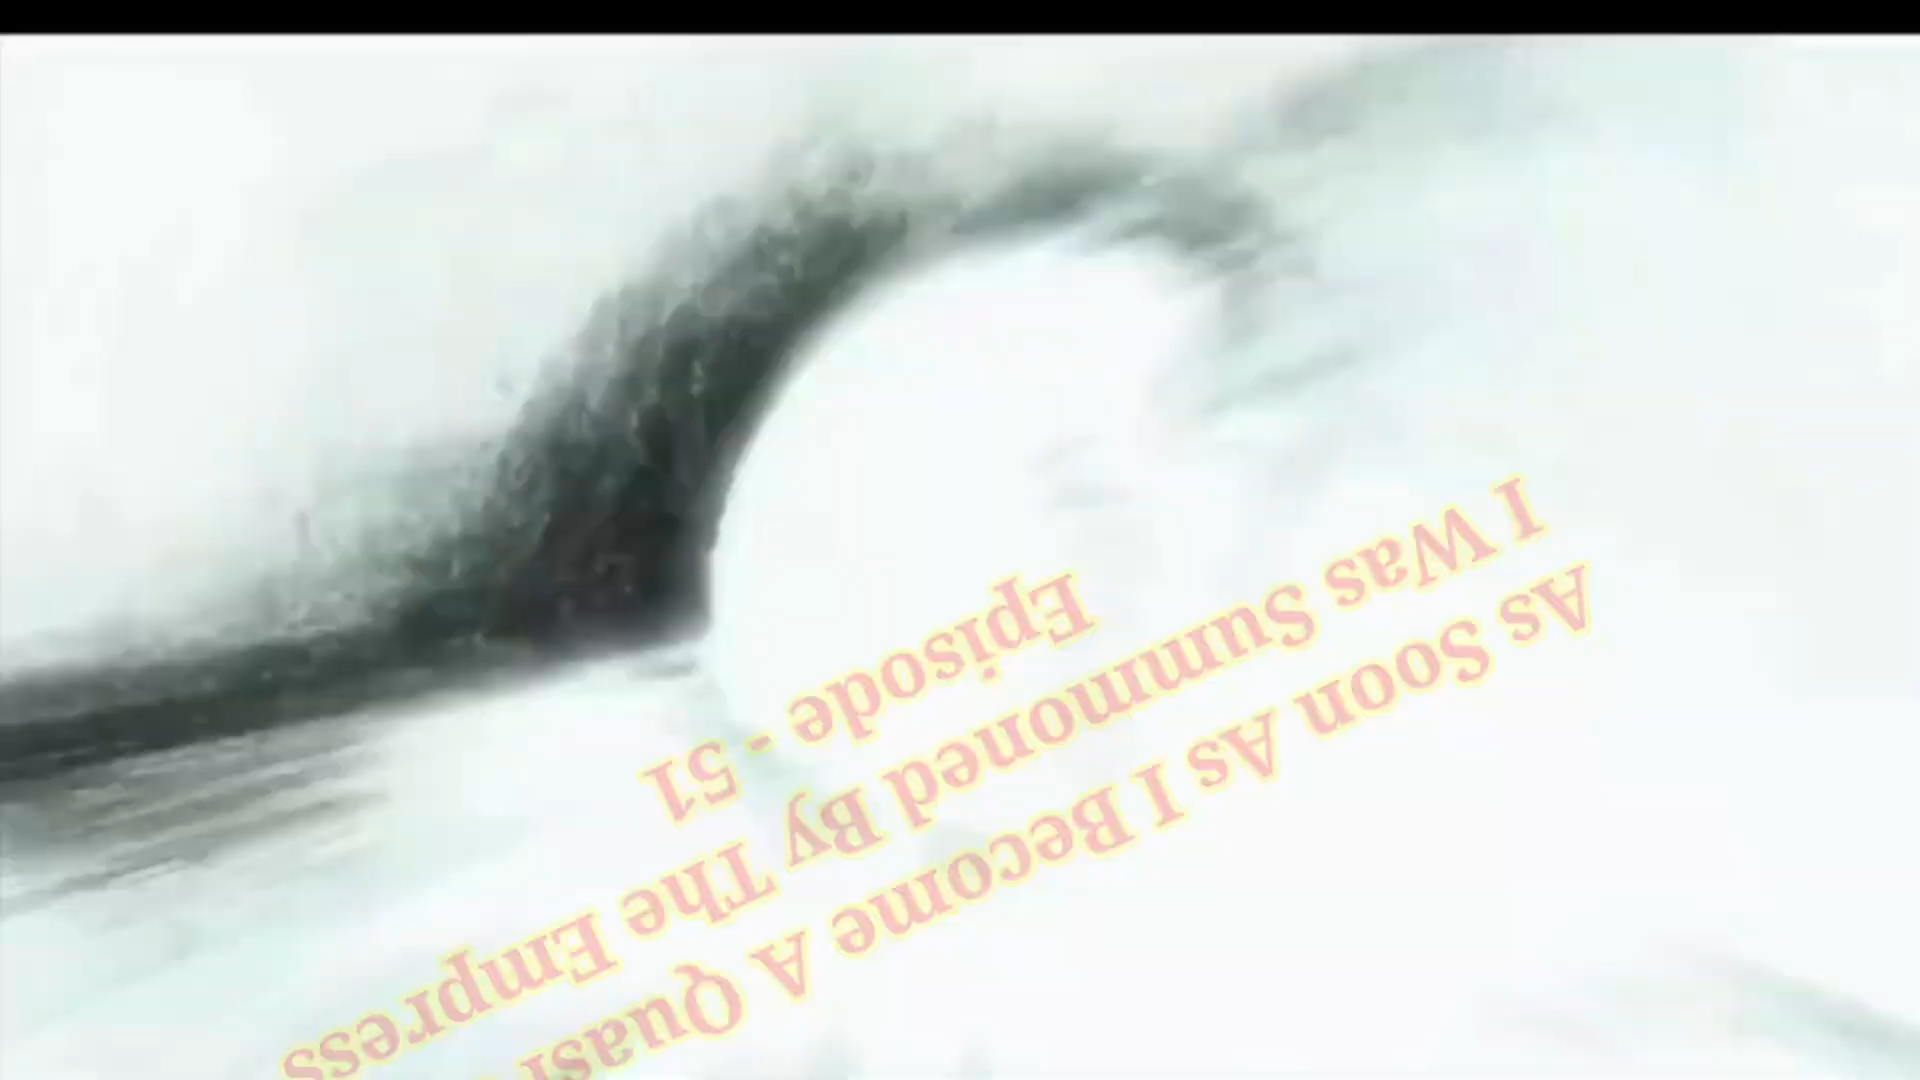 As Soon As I Become A Quasi
I Was Summoned By The Empress
Episode - 51